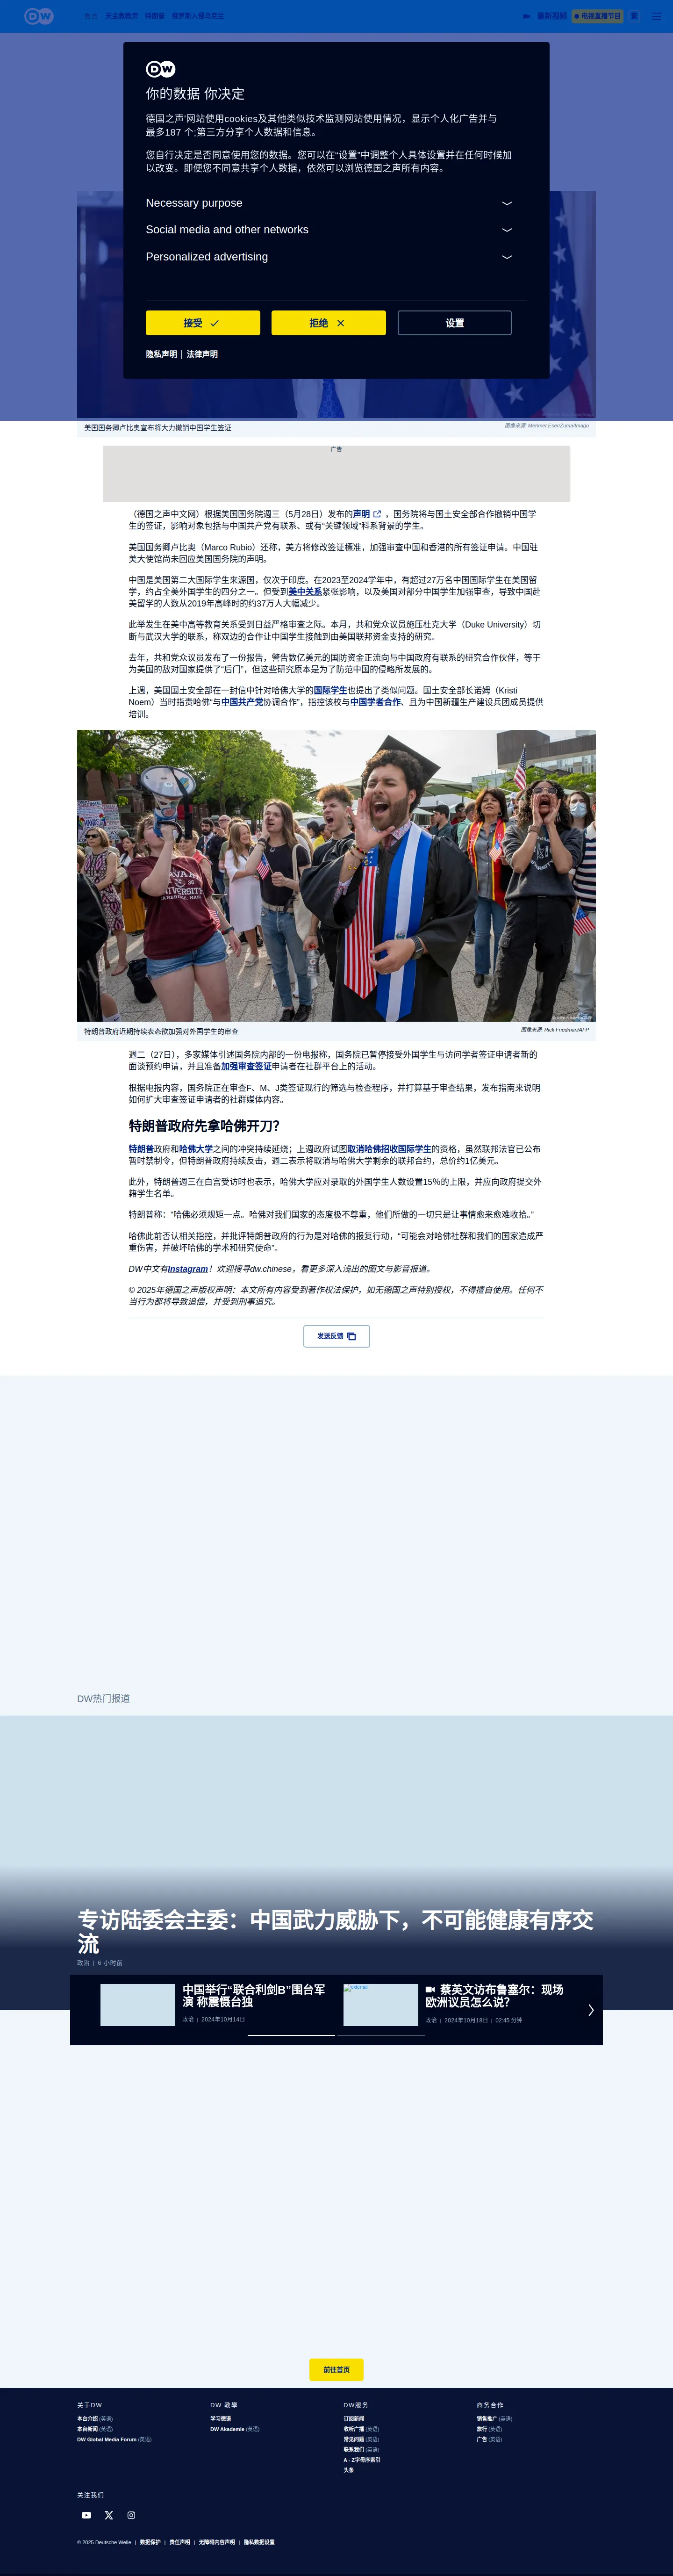 DW
焦点 天主教教宗 特朗普 俄罗斯入侵乌克兰 最新视频 电视直播节目 繁
DW
你的数据 你决定
德国之声'网站使用cookies及其他类似技术监测网站使用情况，显示个人化广告并与
最多187 个;第三方分享个人数据和信息。
您自行决定是否同意使用您的数据。您可以在“设置”中调整个人具体设置并在任何时候加
以改变。即便您不同意共享个人数据，依然可以浏览德国之声所有内容。
Necessary purpose
Social media and other networks
Personalized advertising
接受
拒绝
设置
隐私声明 | 法律声明
美国国务卿卢比奥宣布将大力撤销中国学生签证
图像来源: Mehmet Eser/Zuma/Imago
广告
（德国之声中文网）根据美国国务院週三（5月28日）发布的声明 ，国务院将与国土安全部合作撤销中国学
生的签证，影响对象包括与中国共产党有联系、或有“关键领域”科系背景的学生。
美国国务卿卢比奥（Marco Rubio）还称，美方将修改签证標准，加强审查中国和香港的所有签证申请。中国驻
美大使馆尚未回应美国国务院的声明。
中国是美国第二大国际学生来源国，仅次于印度。在2023至2024学年中，有超过27万名中国国际学生在美国留
学，约占全美外国学生的四分之一。但受到美中关系紧张影响，以及美国对部分中国学生加强审查，导致中国赴
美留学的人数从2019年高峰时的约37万人大幅减少。
此举发生在美中高等教育关系受到日益严格审查之际。本月，共和党众议员施压杜克大学（Duke University）切
断与武汉大学的联系，称双边的合作让中国学生接触到由美国联邦资金支持的研究。
去年，共和党众议员发布了一份报告，警告数亿美元的国防资金正流向与中国政府有联系的研究合作伙伴，等于
为美国的敌对国家提供了“后门”，但这些研究原本是为了防范中国的侵略所发展的。
上週，美国国土安全部在一封信中针对哈佛大学的国际学生也提出了类似问题。国土安全部长诺姆（Kristi
Noem）当时指责哈佛“与中国共产党协调合作”，指控该校与中国学者合作、且为中国新疆生产建设兵团成员提供
培训。
特朗普政府近期持续表态欲加强对外国学生的审查
图像来源: Rick Friedman/AFP
週二（27日），多家媒体引述国务院内部的一份电报称，国务院已暂停接受外国学生与访问学者签证申请者新的
面谈预约申请，并且准备加强审查签证申请者在社群平台上的活动。
根据电报内容，国务院正在审查F、M、J类签证现行的筛选与检查程序，并打算基于审查结果，发布指南来说明
如何扩大审查签证申请者的社群媒体内容。
特朗普政府先拿哈佛开刀?
特朗普政府和哈佛大学之间的冲突持续延烧；上週政府试图取消哈佛招收国际学生的资格，虽然联邦法官已公布
暂时禁制令，但特朗普政府持续反击，週二表示将取消与哈佛大学剩余的联邦合约，总价约1亿美元。
此外，特朗普週三在白宫受访时也表示，哈佛大学应对录取的外国学生人数设置15%的上限，并应向政府提交外
籍学生名单。
特朗普称：“哈佛必须规矩一点。哈佛对我们国家的态度极不尊重，他们所做的一切只是让事情愈来愈难收拾。”
哈佛此前否认相关指控，并批评特朗普政府的行为是对哈佛的报复行动，“可能会对哈佛社群和我们的国家造成严
重伤害，并破坏哈佛的学术和研究使命”。
DW中文有Instagram！欢迎搜寻dw.chinese，看更多深入浅出的图文与影音报道。
© 2025年德国之声版权声明：本文所有内容受到著作权法保护，如无德国之声特别授权，不得擅自使用。任何不
当行为都将导致追偿，并受到刑事追究。
发送反馈
DW热门报道
专访陆委会主委：中国武力威胁下，不可能健康有序交
流
政治 | 6 小时前
中国举行“联合利剑B”围台军
演 称震慑台独
政治 | 2024年10月14日
蔡英文访布鲁塞尔：现场
欧洲议员怎么说?
政治 | 2024年10月18日 | 02:45 分钟
前往首页
关于DW
本台介绍 (英语)
本台新闻 (英语)
DW Global Media Forum (英语)
DW 教学
学习德语
DW Akademie (英语)
DW服务
订阅新闻
收听广播 (英语)
常见问题 (英语)
联系我们 (英语)
A - Z字母序索引
头条
商务合作
销售推广 (英语)
旅行 (英语)
广告 (英语)
关注我们
© 2025 Deutsche Welle | 数据保护 | 责任声明 | 无障碍内容声明 | 隐私数据设置